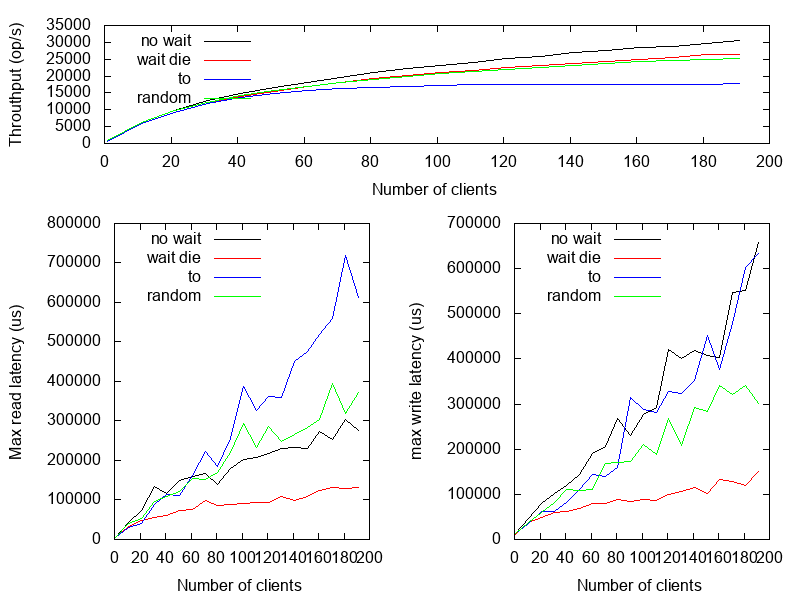 Throuthput (op/s)
35000
30000
25000
20000
15000
10000
5000
0
no wait
wait die
to
random
0 20 40 60 80 100 120 140 160 180 200
Number of clients
Max read latency (us)
800000
700000
600000
500000
400000
300000
200000
100000
0
no wait
wait die
to
random
0 20 40 60 80 100 120 140 160 180 200
Number of clients
max write latency (us)
700000
600000
500000
400000
300000
200000
100000
0
no wait
wait die
to
random
0 20 40 60 80 100 120 140 160 180 200
Number of clients